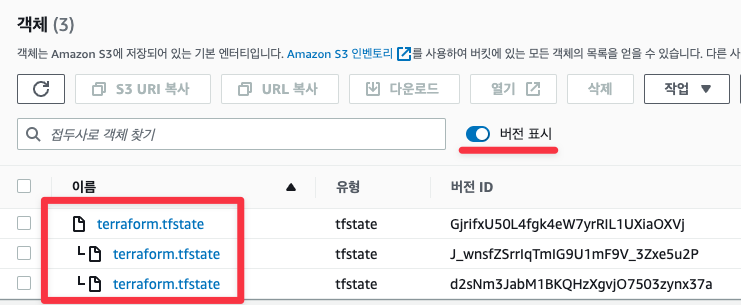 객체 (3)
객체는 Amazon S3에 저장되어 있는 기본 엔터티입니다. Amazon S3 인벤토리 를 사용하여 버킷에 있는 모든 객체의 목록을 얻을 수 있습니다. 다른 사
S3 URI 복사 URL 복사 다운로드 열기 삭제 작업
접두사로 객체 찾기 버전 표시
이름 유형 버전 ID
terraform.tfstate tfstate GjrifxU50L4fgk4eW7yrRIL1UXiaOXVj
terraform.tfstate tfstate J_wnsfZSrrIqTmIG9U1mF9V_3Zxe5u2P
terraform.tfstate tfstate d2sNm3JabM1BKQHzXgvjO7503zynx37a